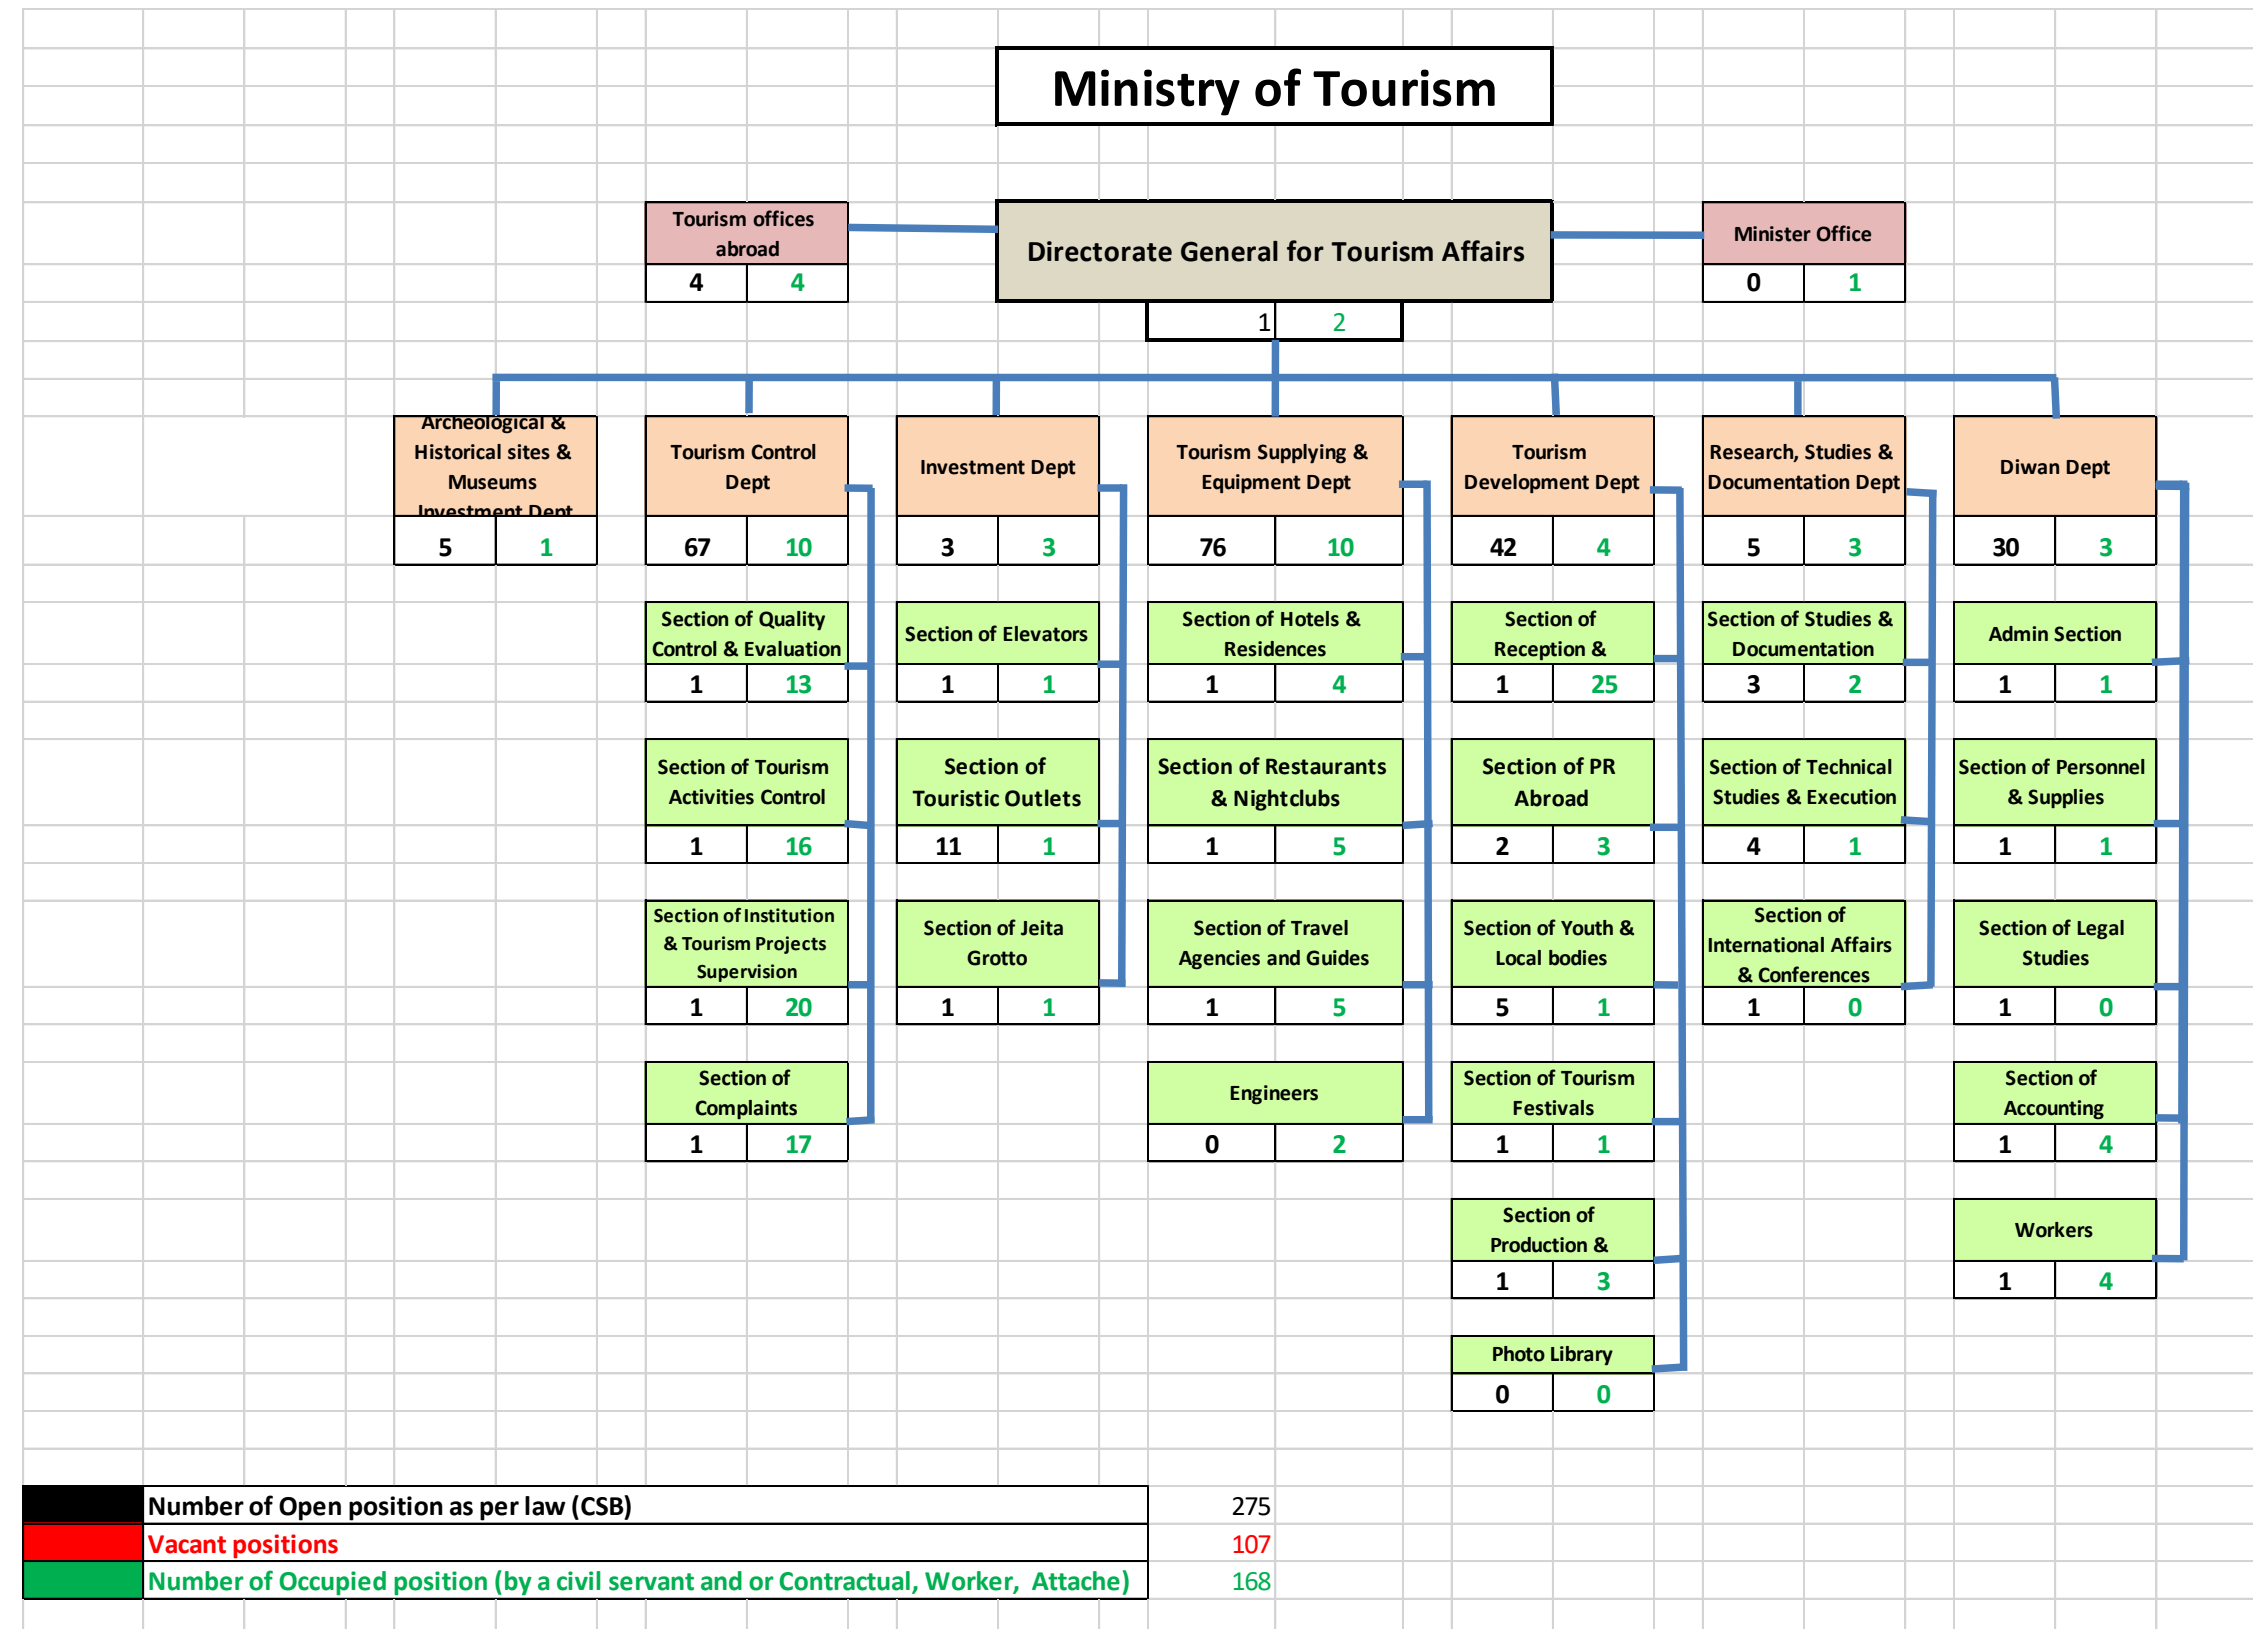 Ministry of Tourism
Tourism offices
abroad
4 4
Directorate General for Tourism Affairs
1 2
Minister Office
0 1
Archeological &
Historical sites &
Museums
Investment Dept
5 1
Tourism Control
Dept
67 10
Investment Dept
3 3
Tourism Supplying &
Equipment Dept
76 10
Tourism
Development Dept
42 4
Research, Studies &
Documentation Dept
5 3
Diwan Dept
30 3
Section of Quality
Control & Evaluation
1 13
Section of Elevators
1 1
Section of Hotels &
Residences
1 4
Section of
Reception &
1 25
Section of Studies &
Documentation
3 2
Admin Section
1 1
Section of Tourism
Activities Control
1 16
Section of
Touristic Outlets
11 1
Section of Restaurants
& Nightclubs
1 5
Section of PR
Abroad
2 3
Section of Technical
Studies & Execution
4 1
Section of Personnel
& Supplies
1 1
Section of Institution
& Tourism Projects
Supervision
1 20
Section of Jeita
Grotto
1 1
Section of Travel
Agencies and Guides
1 5
Section of Youth &
Local bodies
5 1
Section of
International Affairs
& Conferences
1 0
Section of Legal
Studies
1 0
Section of
Complaints
1 17
Engineers
0 2
Section of Tourism
Festivals
1 1
Section of
Accounting
1 4
Section of
Production &
1 3
Workers
1 4
Photo Library
0 0
Number of Open position as per law (CSB) 275
Vacant positions 107
Number of Occupied position (by a civil servant and or Contractual, Worker, Attache) 168